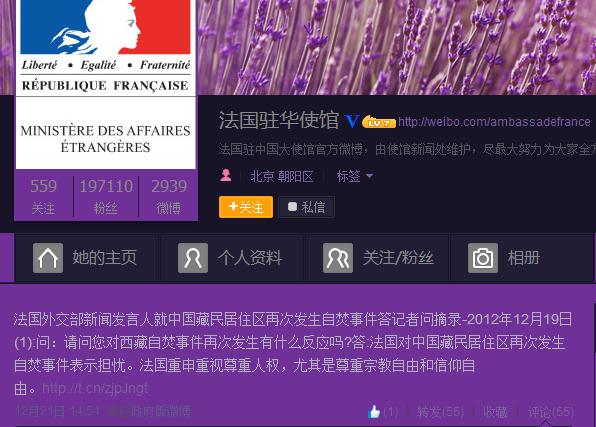 Liberté • Egalité • Fraternité
RÉPUBLIQUE FRANÇAISE
MINISTÈRE DES AFFAIRES
ÉTRANGÈRES
法国驻华使馆 V http://weibo.com/ambassadefrance
法国驻中国大使馆官方微博，由使馆新闻处维护，尽最大努力为大家全方
北京 朝阳区 标签
+关注 私信
559 197110 2939
关注 粉丝 微博
她的主页 个人资料 关注/粉丝 相册
法国外交部新闻发言人就中国藏民居住区再次发生自焚事件答记者问摘录-2012年12月19日
(1):问：请问您对西藏自焚事件再次发生有什么反应吗?答:法国对中国藏民居住区再次发生
自焚事件表示担忧。法国重申重视尊重人权，尤其是尊重宗教自由和信仰自
由。http://t.cn/zjpJngt
12月21日 14:54 来自政府版微博 (1) 转发(55) 收藏 评论(55)